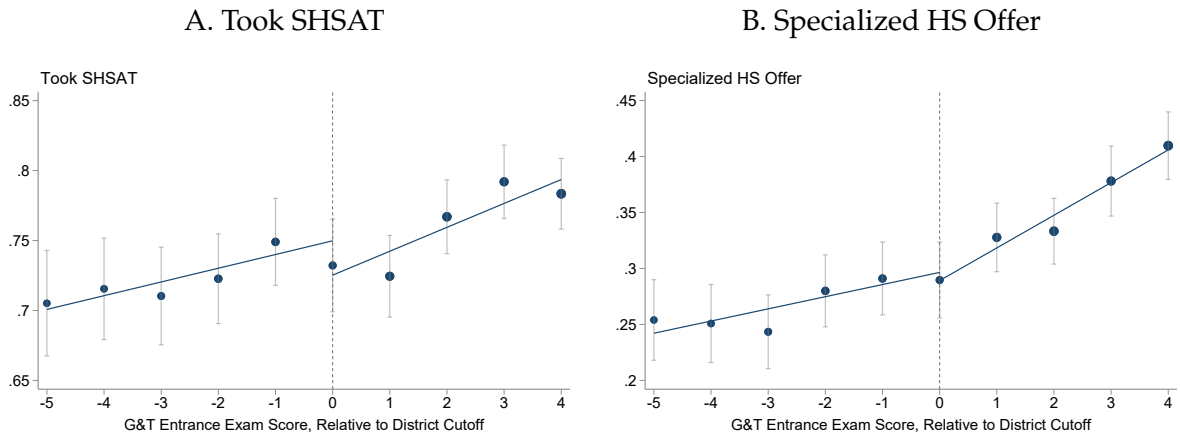 A. Took SHSAT
Took SHSAT
.85
.8
.75
.7
.65
-5 -4 -3 -2 -1 0 1 2 3 4
G&T Entrance Exam Score, Relative to District Cutoff
B. Specialized HS Offer
Specialized HS Offer
.45
.4
.35
.3
.25
.2
-5 -4 -3 -2 -1 0 1 2 3 4
G&T Entrance Exam Score, Relative to District Cutoff